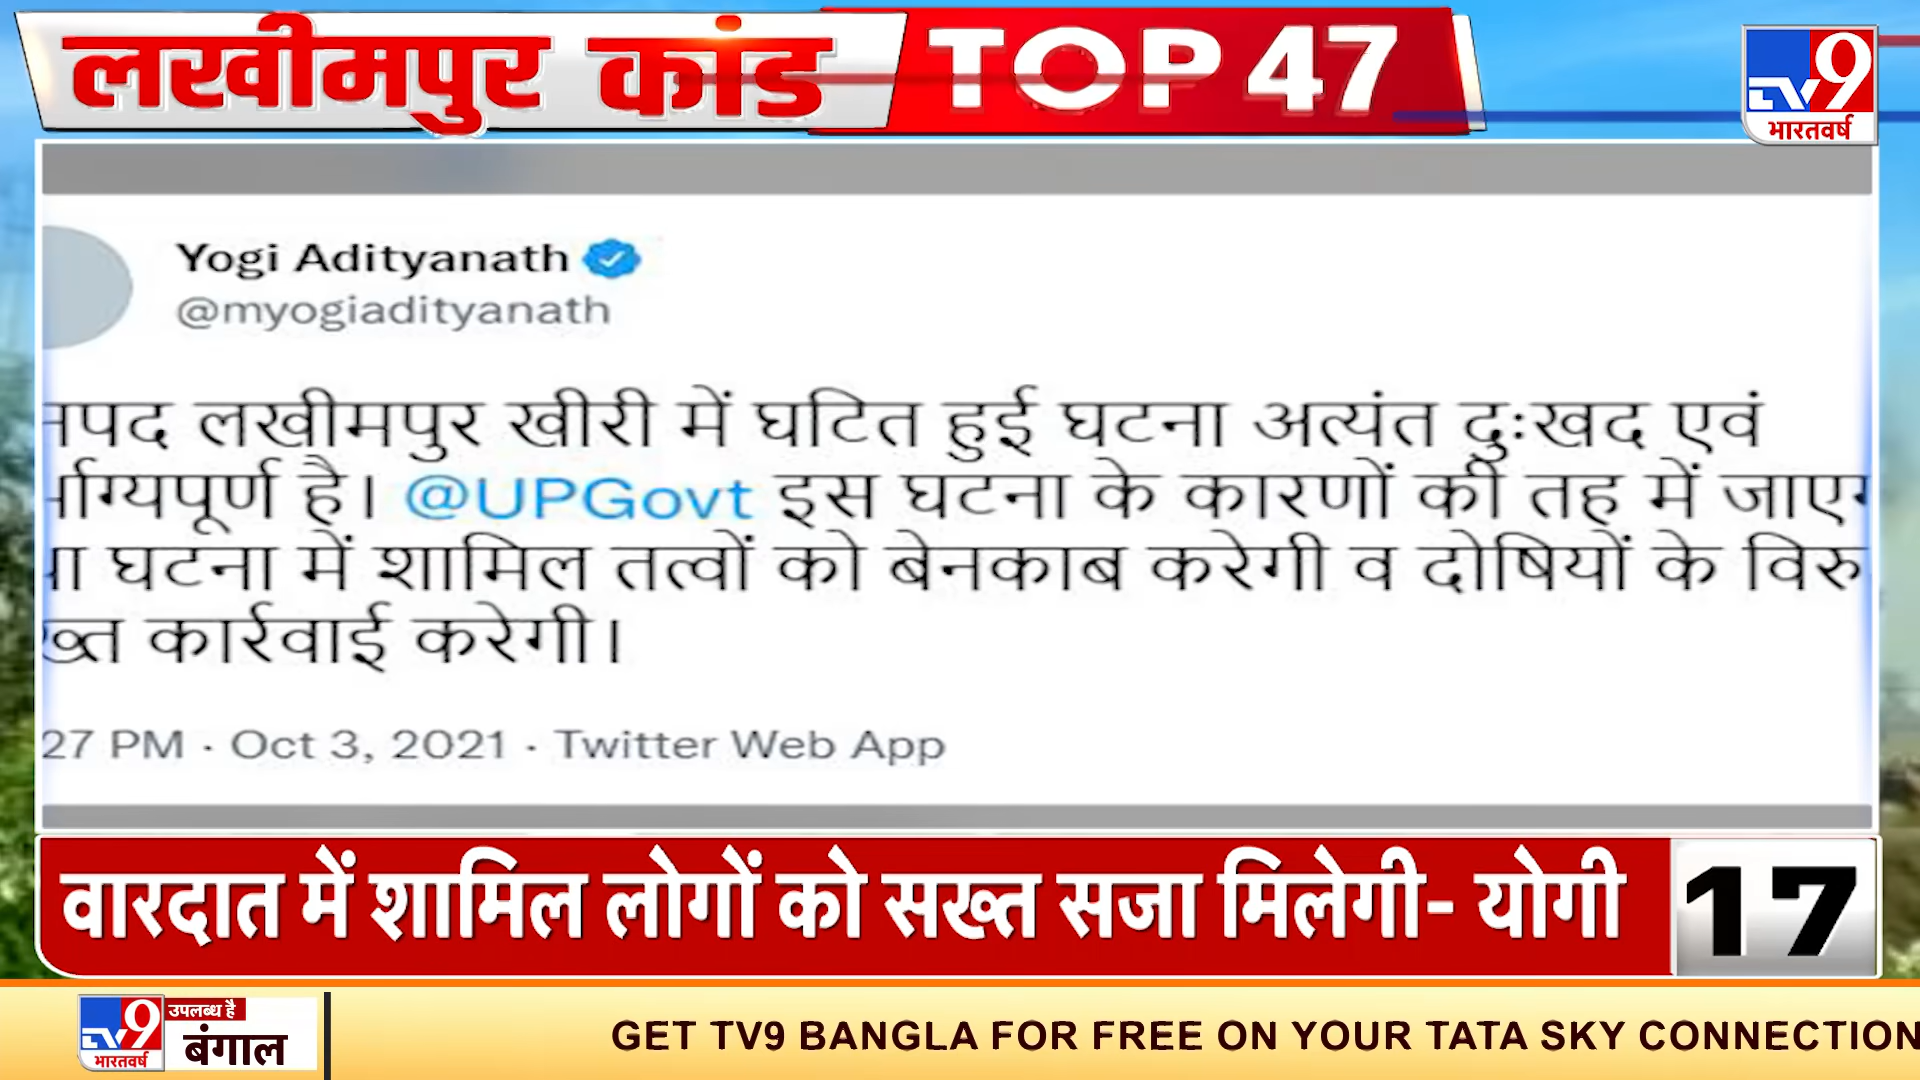 लखीमपुर कांड TOP 47
TV9
भारतवर्ष
Yogi Adityanath
@myogiadityanath
लखीमपुर खीरी में घटित हुई घटना अत्यंत दुःखद एवं
है। @UPGovt इस घटना के कारणों की तह में
घटना में शामिल तत्वों को बेनकाब करेगी व दोषियों के
कार्रवाई करेगी।
27 PM · Oct 3, 2021 · Twitter Web App
वारदात में शामिल लोगों को सख्त सजा मिलेगी- योगी 17
TV9 भारतवर्ष उपलब्ध है बंगाल
GET TV9 BANGLA FOR FREE ON YOUR TATA SKY CONNECTION